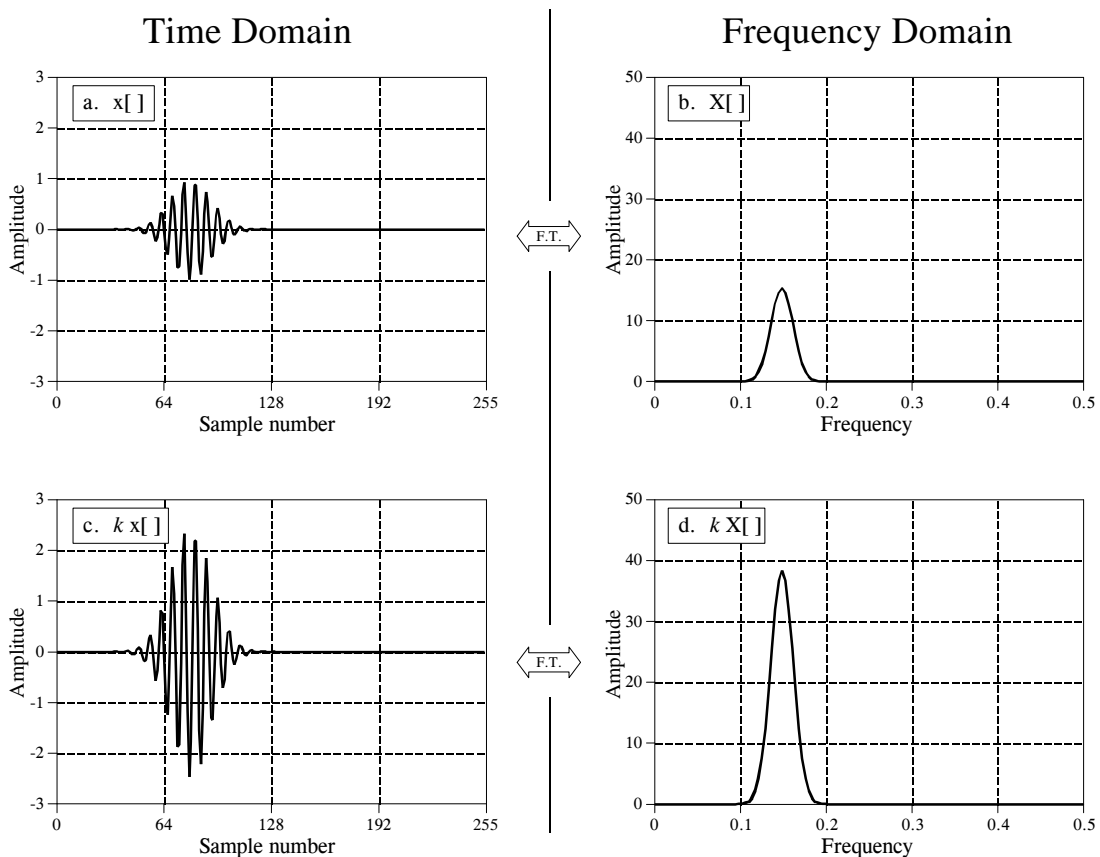 Time Domain
Frequency Domain
a. x[ ]
3
2
1
0
-1
-2
-3
Amplitude
0 64 128 192 255
Sample number
F.T.
b. X[ ]
50
40
30
20
10
0
Amplitude
0 0.1 0.2 0.3 0.4 0.5
Frequency
c. k x[ ]
3
2
1
0
-1
-2
-3
Amplitude
0 64 128 192 255
Sample number
F.T.
d. k X[ ]
50
40
30
20
10
0
Amplitude
0 0.1 0.2 0.3 0.4 0.5
Frequency